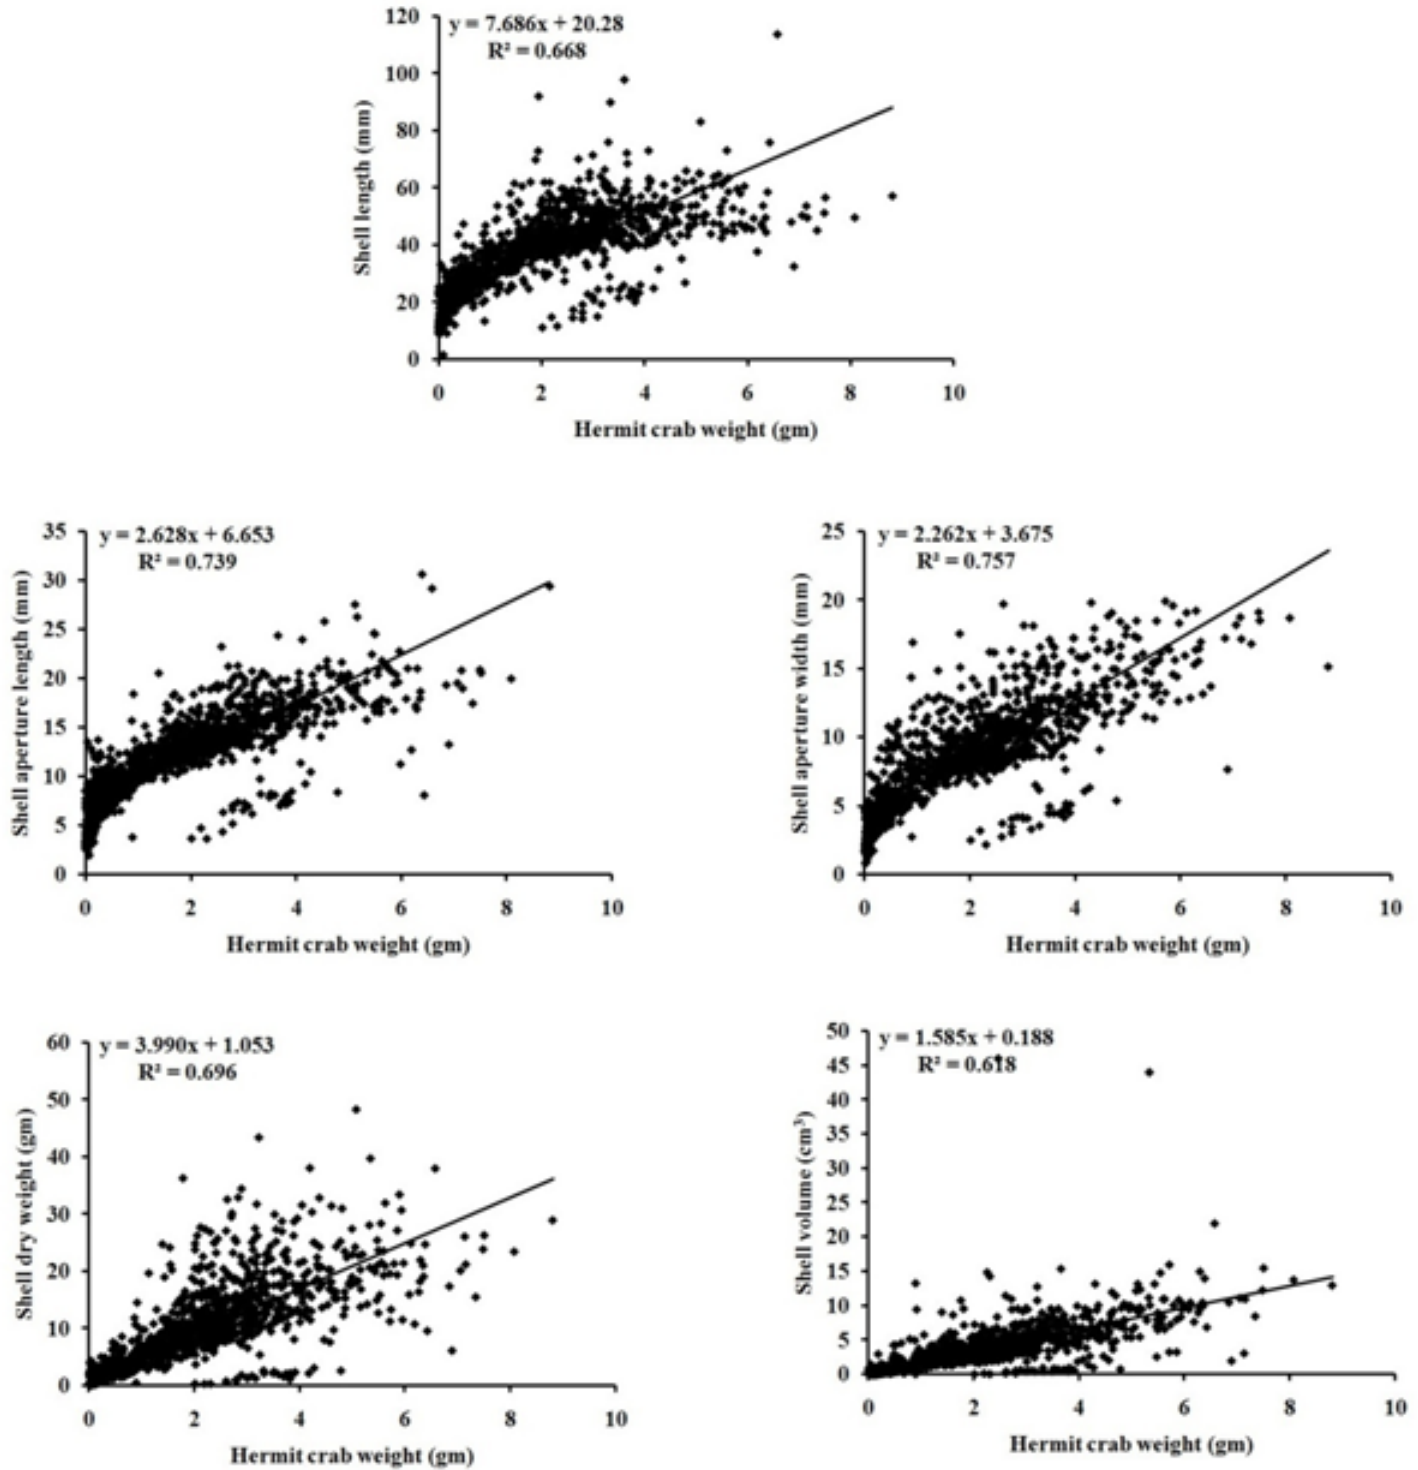 y = 7.686x + 20.28
R² = 0.668
120
100
80
60
40
20
0
Shell length (mm)
0 2 4 6 8 10
Hermit crab weight (gm)
y = 2.628x + 6.653
R² = 0.739
35
30
25
20
15
10
5
0
Shell aperture length (mm)
0 2 4 6 8 10
Hermit crab weight (gm)
y = 2.262x + 3.675
R² = 0.757
25
20
15
10
5
0
Shell aperture width (mm)
0 2 4 6 8 10
Hermit crab weight (gm)
y = 3.990x + 1.053
R² = 0.696
60
50
40
30
20
10
0
Shell dry weight (gm)
0 2 4 6 8 10
Hermit crab weight (gm)
y = 1.585x + 0.188
R² = 0.618
50
45
40
35
30
25
20
15
10
5
0
Shell volume (cm³)
0 2 4 6 8 10
Hermit crab weight (gm)